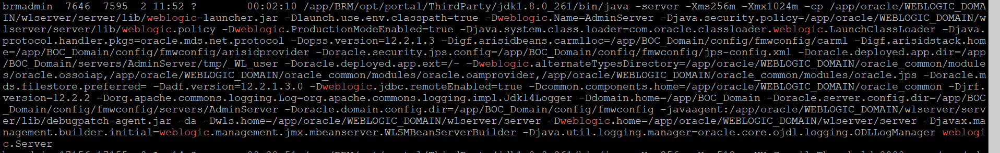 brmadmin  7646  7595  2 11:52 ?        00:02:10 /app/BRM/opt/portal/ThirdParty/jdk1.8.0_261/bin/java -server -Xms256m -Xmx1024m -cp /app/oracle/WEBLOGIC_DOMA
IN/wlserver/server/lib/weblogic-launcher.jar -Dlaunch.use.env.classpath=true -Dweblogic.Name=AdminServer -Djava.security.policy=/app/oracle/WEBLOGIC_DOMAIN/w
lserver/server/lib/weblogic.policy -Dweblogic.ProductionModeEnabled=true -Djava.system.class.loader=com.oracle.classloader.weblogic.LaunchClassLoader -Djava.
protocol.handler.pkgs=oracle.mds.net.protocol -Dopss.version=12.2.1.3 -Digf.arisidbeans.carmlloc=/app/BOC_Domain/config/fmwconfig/carml -Digf.arisidstack.hom
e=/app/BOC_Domain/config/fmwconfig/arisidprovider -Doracle.security.jps.config=/app/BOC_Domain/config/fmwconfig/jps-config.xml -Doracle.deployed.app.dir=/app
/BOC_Domain/servers/AdminServer/tmp/_WL_user -Doracle.deployed.app.ext=/- -Dweblogic.alternateTypesDirectory=/app/oracle/WEBLOGIC_DOMAIN/oracle_common/module
s/oracle.ossoiap,/app/oracle/WEBLOGIC_DOMAIN/oracle_common/modules/oracle.oamprovider,/app/oracle/WEBLOGIC_DOMAIN/oracle_common/modules/oracle.jps -Doracle.m
ds.filestore.preferred= -Dadf.version=12.2.1.3.0 -Dweblogic.jdbc.remoteEnabled=true -Dcommon.components.home=/app/oracle/WEBLOGIC_DOMAIN/oracle_common -Djrf.
version=12.2.2 -Dorg.apache.commons.logging.Log=org.apache.commons.logging.impl.Jdk14Logger -Ddomain.home=/app/BOC_Domain -Doracle.server.config.dir=/app/BOC
_Domain/config/fmwconfig/servers/AdminServer -Doracle.domain.config.dir=/app/BOC_Domain/config/fmwconfig -javaagent:/app/oracle/WEBLOGIC_DOMAIN/wlserver/serv
er/lib/debugpatch-agent.jar -da -Dwls.home=/app/oracle/WEBLOGIC_DOMAIN/wlserver/server -Dweblogic.home=/app/oracle/WEBLOGIC_DOMAIN/wlserver/server -Djavax.ma
nagement.builder.initial=weblogic.management.jmx.mbeanserver.WLSMBeanServerBuilder -Djava.util.logging.manager=oracle.core.ojdl.logging.ODLLogManager weblogi
c.Server